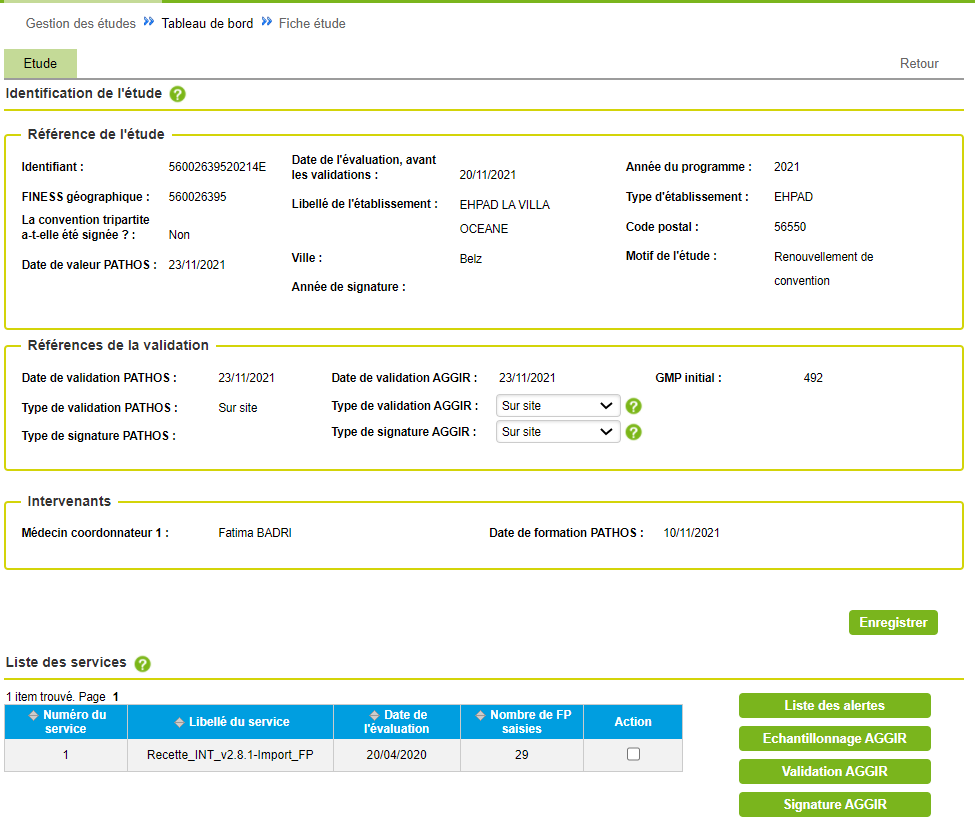 Gestion des études Tableau de bord Fiche étude
Etude
Retour
Identification de l'étude ?
Référence de l'étude
Identifiant : 56002639520214E
FINESS géographique : 560026395
La convention tripartite
a-t-elle été signée ? : Non
Date de valeur PATHOS : 23/11/2021
Date de l'évaluation, avant
les validations : 20/11/2021
Libellé de l'établissement : EHPAD LA VILLA
OCEANE
Ville : Belz
Année de signature :
Année du programme : 2021
Type d'établissement : EHPAD
Code postal : 56550
Motif de l'étude : Renouvellement de
convention
Références de la validation
Date de validation PATHOS : 23/11/2021
Type de validation PATHOS : Sur site
Type de signature PATHOS :
Date de validation AGGIR : 23/11/2021
Type de validation AGGIR : Sur site ?
Type de signature AGGIR : Sur site ?
GMP initial : 492
Intervenants
Médecin coordonnateur 1 : Fatima BADRI
Date de formation PATHOS : 10/11/2021
Enregistrer
Liste des services ?
1 item trouvé. Page 1
Numéro du
service
Libellé du service
Date de
l'évaluation
Nombre de FP
saisies
Action
1 Recette_INT_v2.8.1-Import_FP 20/04/2020 29
Liste des alertes
Echantillonnage AGGIR
Validation AGGIR
Signature AGGIR